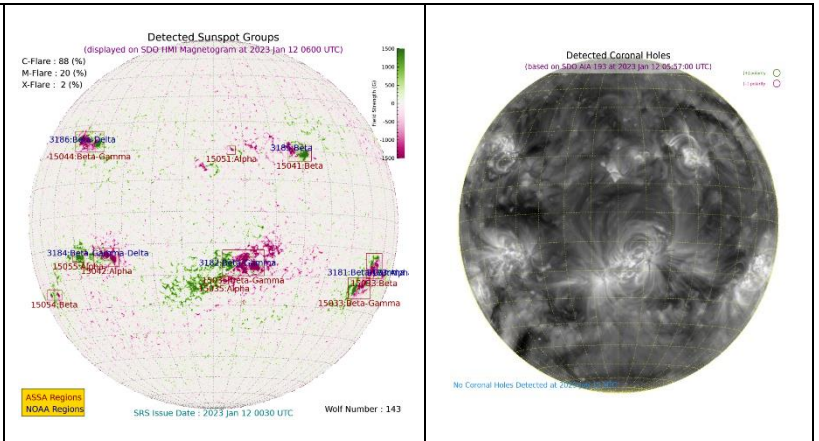 Detected Sunspot Groups
(displayed on SDO HMI Magnetogram at 2023 Jan 12 0600 UTC)
C-Flare : 88 (%)
M-Flare : 20 (%)
X-Flare : 2 (%)
1500
1000
500
0
-500
-1000
-1500
Field Strength (G)
3186:Beta-Delta
15044:Beta-Gamma
15051:Alpha
15041:Beta
3184:Beta-Gamma-Delta
15042:Alpha
3182:Beta-Gamma
15035:Alpha
15033:Beta-Gamma
15054:Beta
ASSA Regions
NOAA Regions
SRS Issue Date : 2023 Jan 12 0030 UTC
Wolf Number : 143
Detected Coronal Holes
(based on SDO AIA 193 at 2023 Jan 12 05:57:00 UTC)
No Coronal Holes Detected at